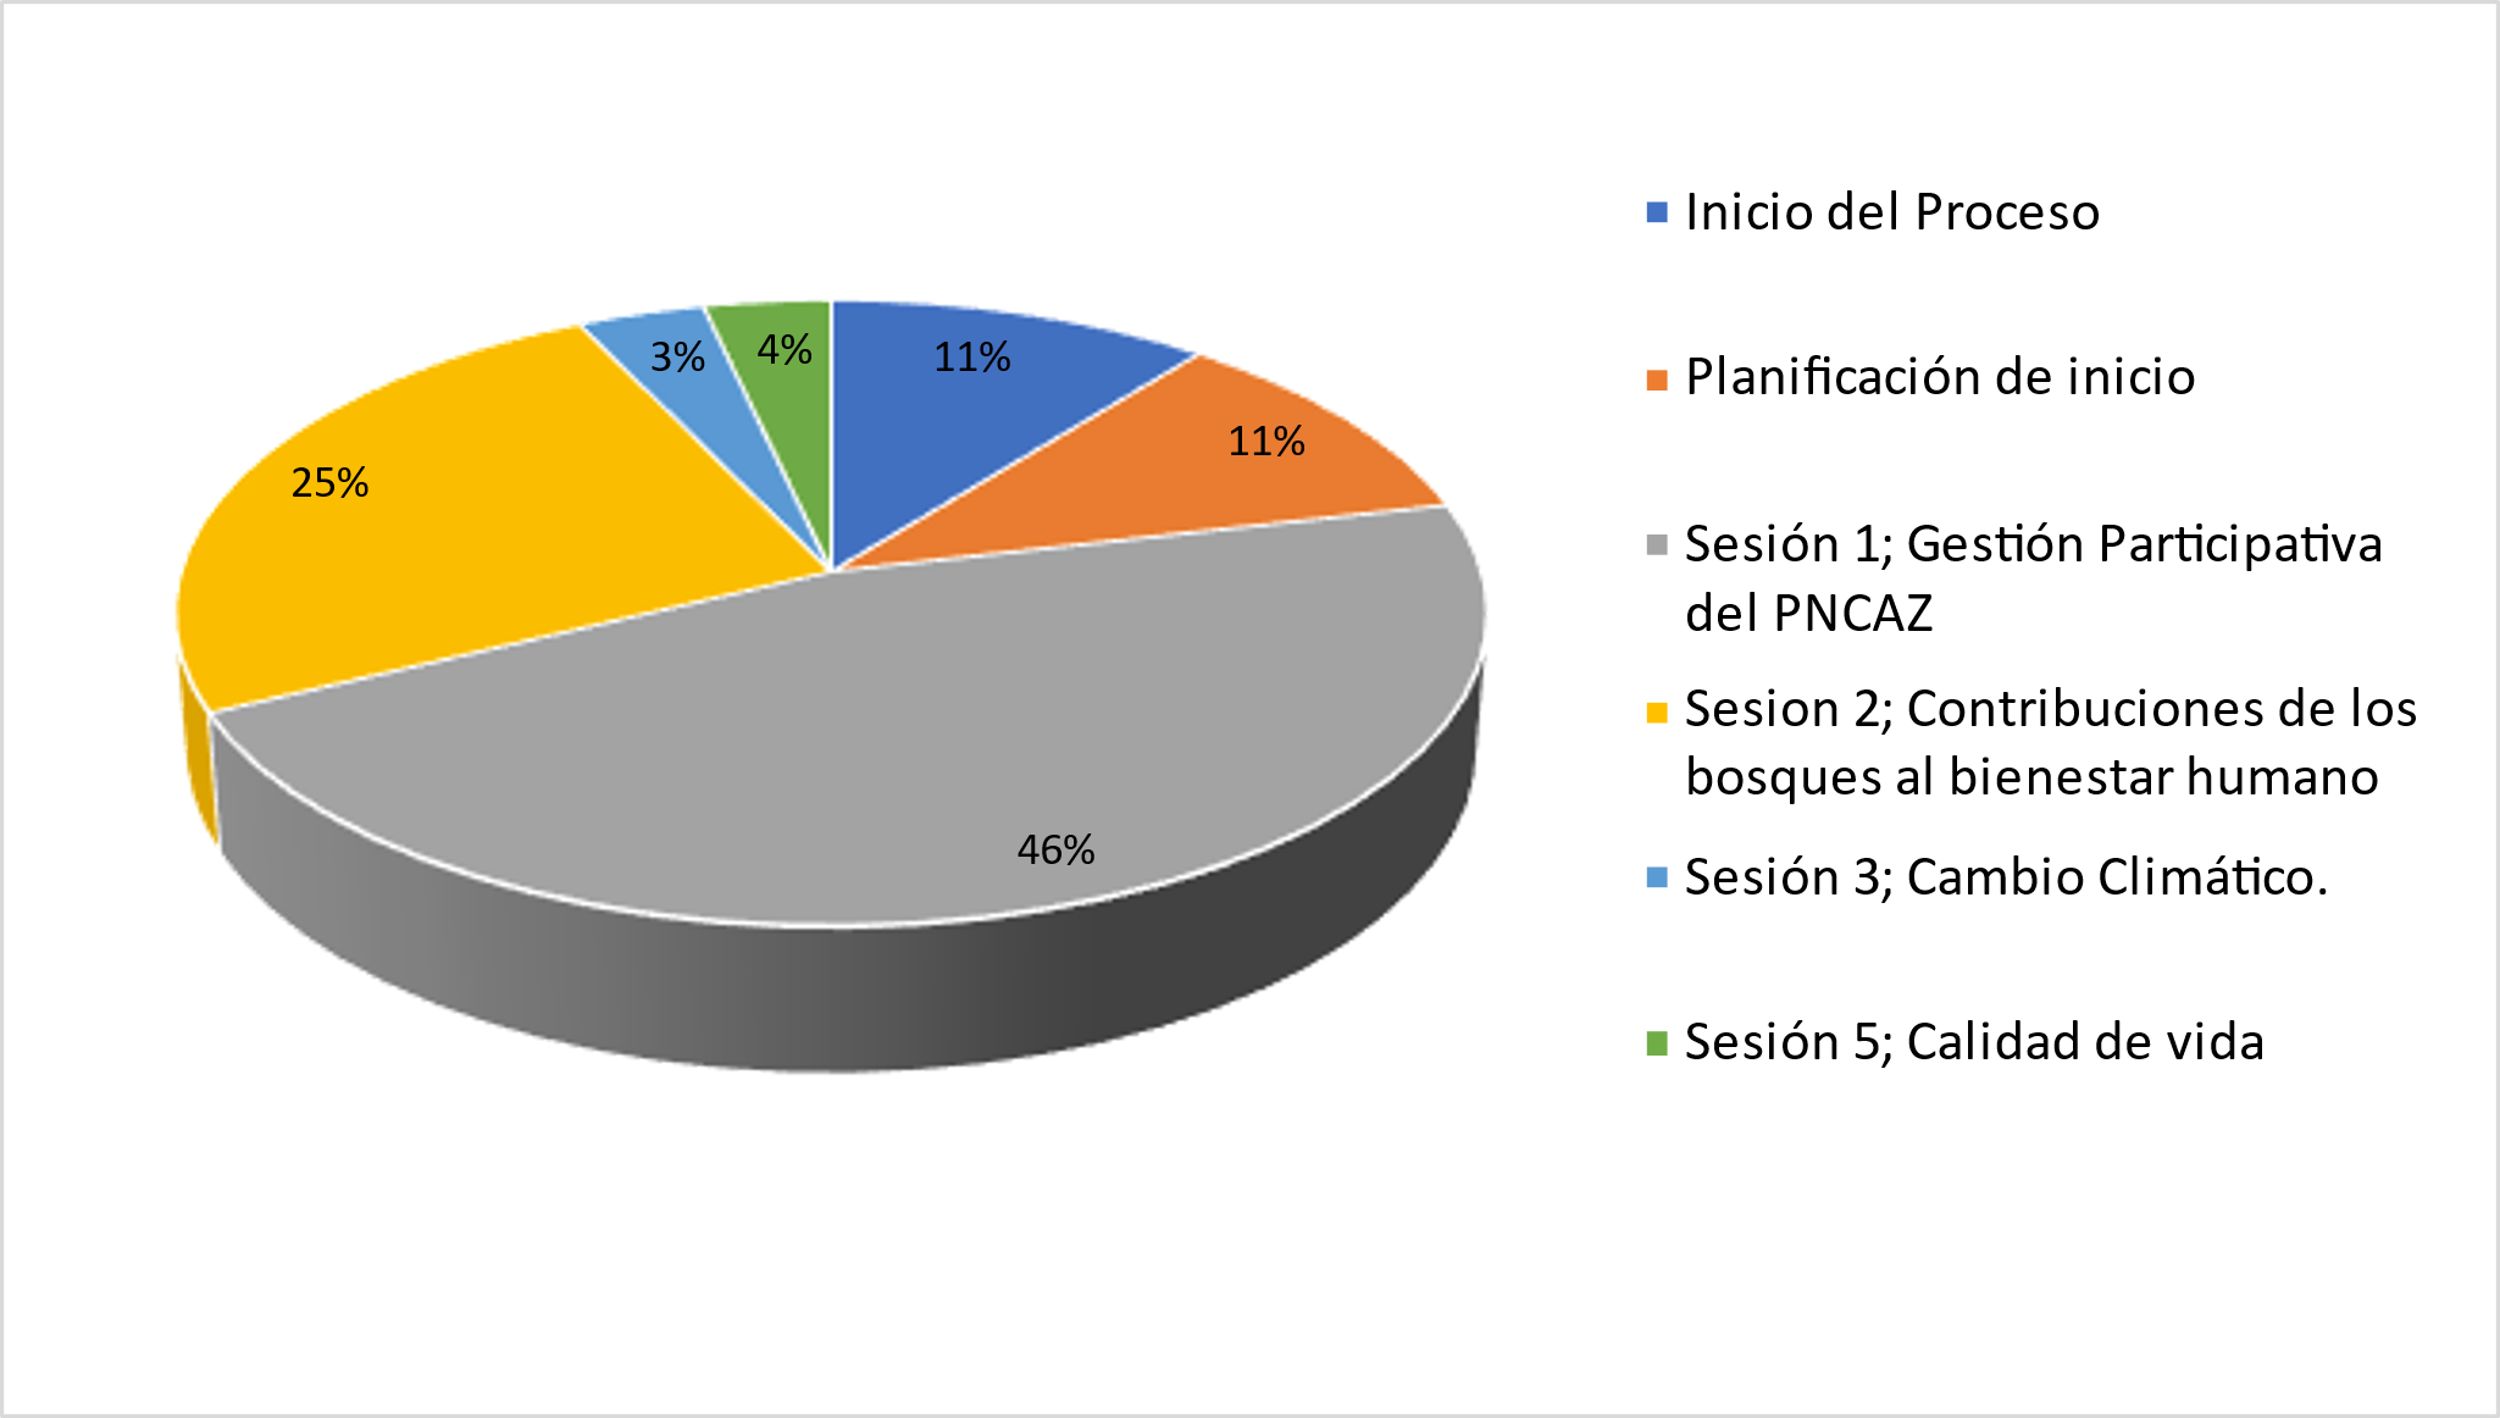 3%
4%
11%
11%
25%
46%
Inicio del Proceso
Planificación de inicio
Sesión 1; Gestión Participativa
del PNCAZ
Sesion 2; Contribuciones de los
bosques al bienestar humano
Sesión 3; Cambio Climático.
Sesión 5; Calidad de vida